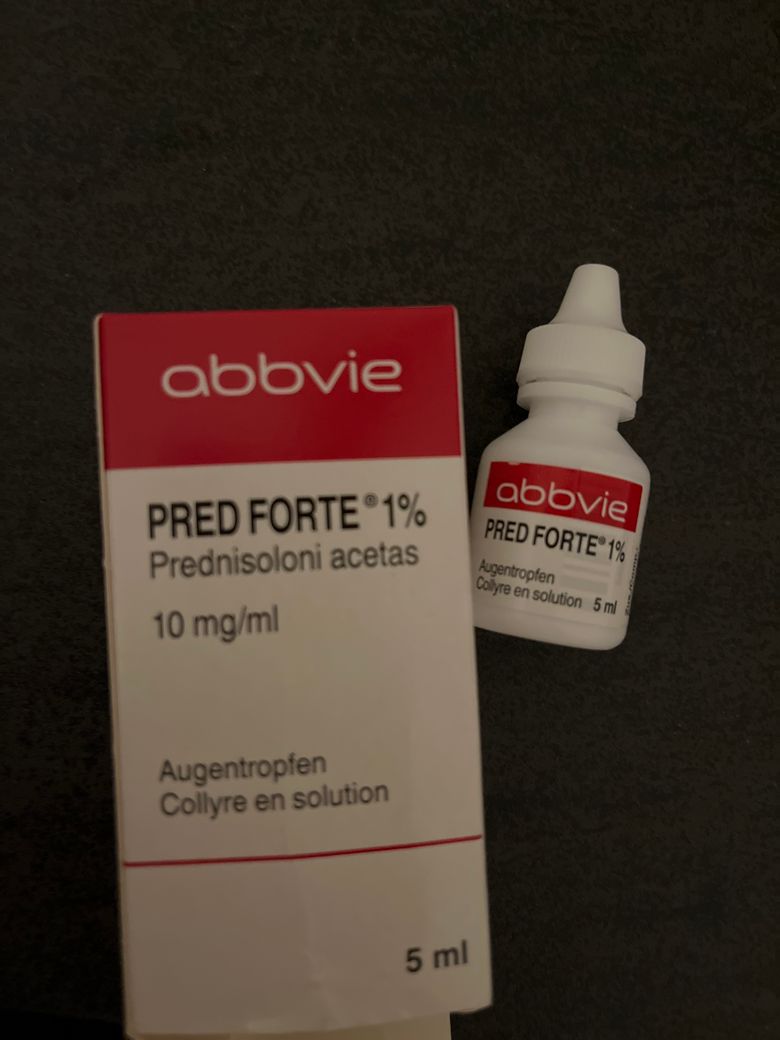 abbvie
PRED FORTE® 1%
Prednisoloni acetas
10 mg/ml
Augentropfen
Collyre en solution
5 ml
abbvie
PRED FORTE® 1%
Augentropfen
Collyre en solution 5 ml